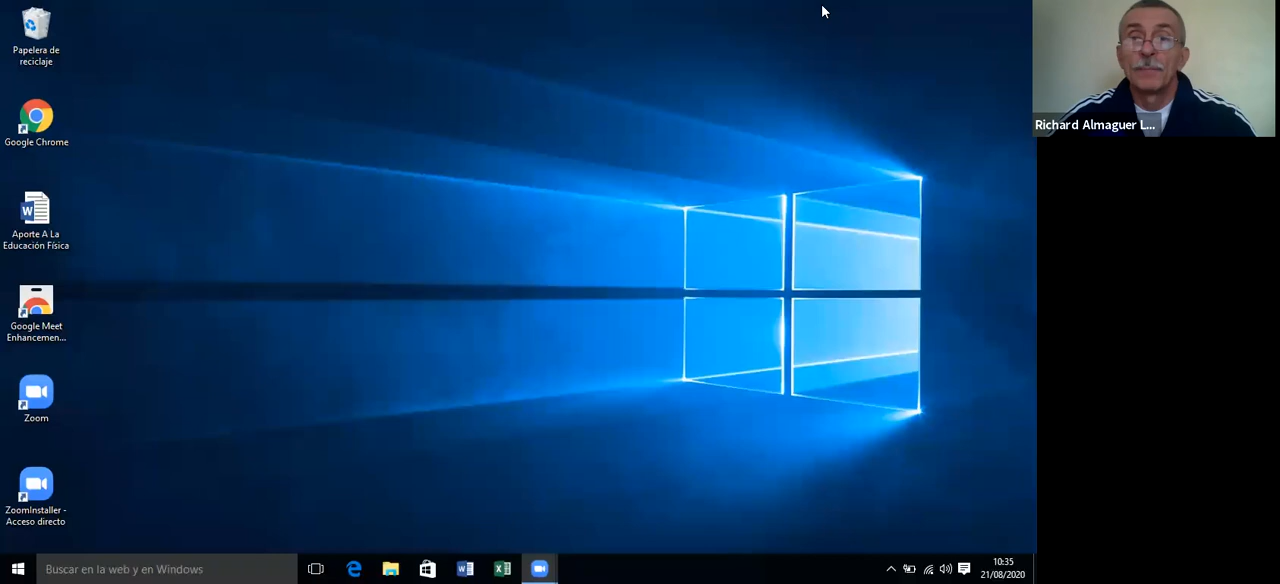 Papelera de
reciclaje
Google Chrome
Aporte A La
Educación Física
Google Meet
Enhancemen...
Zoom
ZoomInstaller -
Acceso directo
Richard Almaguer L...
Buscar en la web y en Windows
10:35
21/08/2020